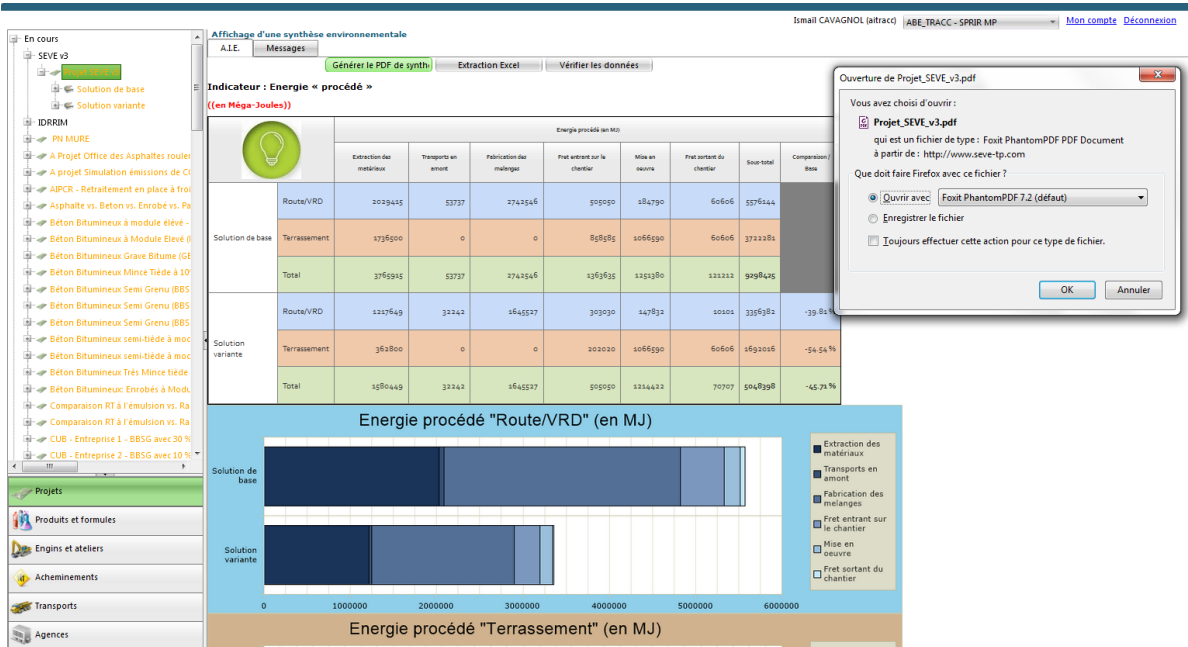 Ismail CAVAGNOL (aitracc) ABE_TRACC - SPRIR MP Mon compte Déconnexion
En cours
SEVE v3
Solution de base
Solution variante
IDRRIM
PN MURE
A Projet Office des Asphaltes rouler
A projet Simulation émissions de C
AIPCR - Retraitement en place à froi
Asphalte vs. Beton vs. Enrobé vs. Pa
Béton Bitumineux à module élevé -
Béton Bitumineux à Module Elevé (
Béton Bitumineux Grave Bitume (GE
Béton Bitumineux Mince Tiède à 10
Béton Bitumineux Semi Grenu (BBS
Béton Bitumineux Semi Grenu (BBS
Béton Bitumineux Semi Grenu (BBS
Béton Bitumineux semi-tiède à moc
Béton Bitumineux semi-tiède à moc
Béton Bitumineux Très Mince tiède
Béton Bitumineux: Enrobés à Modu
Comparaison RT à l'émulsion vs. Ra
Comparaison RT à l'émulsion vs. Ra
CUB - Entreprise 1 - BBSG avec 30 %
CUB - Entreprise 2 - BBSG avec 10 %
Projets
Produits et formules
Engins et ateliers
Acheminements
Transports
Agences
Affichage d'une synthèse environnementale
A.I.E. Messages
Générer le PDF de synth Extraction Excel Vérifier les données
Indicateur : Energie « procédé »
((en Méga-Joules))
Energie procédé (en MJ)
Extraction des matériaux Transports en amont Fabrication des melanges Fret entrant sur le chantier Mise en oeuvre Fret sortant du chantier Sous-total Comparaison / Base
Solution de base
Route/VRD 2029415 53737 2742546 505050 184790 60606 5576144
Terrassement 1736500 0 0 858585 1066590 60606 3722281
Total 3765915 53737 2742546 1363635 1251380 121212 9298425
Solution variante
Route/VRD 1217649 32242 1645527 303030 147832 10101 3356382 -39.81 %
Terrassement 362800 0 0 202020 1066590 60606 1692016 -54.54 %
Total 1580449 32242 1645527 505050 1214422 70707 5048398 -45.71 %
Energie procédé "Route/VRD" (en MJ)
Solution de
base
Solution
variante
0 1000000 2000000 3000000 4000000 5000000 6000000
Extraction des
matériaux
Transports en
amont
Fabrication des
melanges
Fret entrant sur
le chantier
Mise en
oeuvre
Fret sortant du
chantier
Energie procédé "Terrassement" (en MJ)
Ouverture de Projet_SEVE_v3.pdf
Vous avez choisi d'ouvrir :
Projet_SEVE_v3.pdf
qui est un fichier de type : Foxit PhantomPDF PDF Document
à partir de : http://www.seve-tp.com
Que doit faire Firefox avec ce fichier ?
Ouvrir avec Foxit PhantomPDF 7.2 (défaut)
Enregistrer le fichier
Toujours effectuer cette action pour ce type de fichier.
OK Annuler